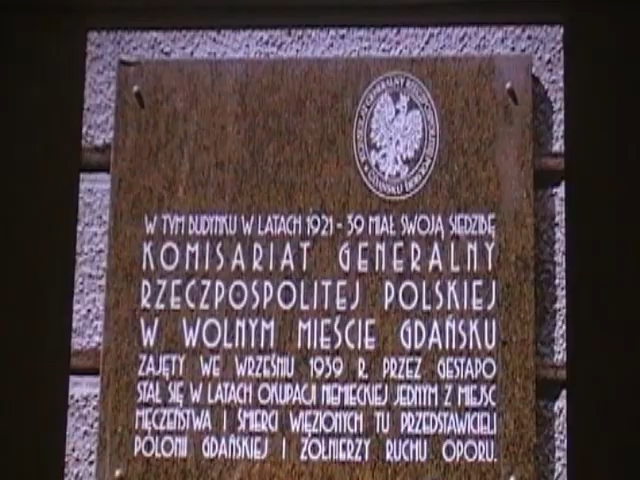 W TYM BUDYNKU W LATACH 1921 - 39 MIAŁ SWOJĄ SIEDZIBĘ
KOMISARIAT GENERALNY
RZECZPOSPOLITEJ POLSKIEJ
W WOLNYM MIEŚCIE GDAŃSKU
ZAJĘTY WE WRZEŚNIU 1939 R. PRZEZ GESTAPO
STAŁ SIĘ W LATACH OKUPACJI NIEMIECKIEJ JEDNYM Z MIEJSC
MĘCZEŃSTWA I ŚMIERCI WIĘZIONYCH TU PRZEDSTAWICIELI
POLONII GDAŃSKIEJ I ŻOŁNIERZY RUCHU OPORU.